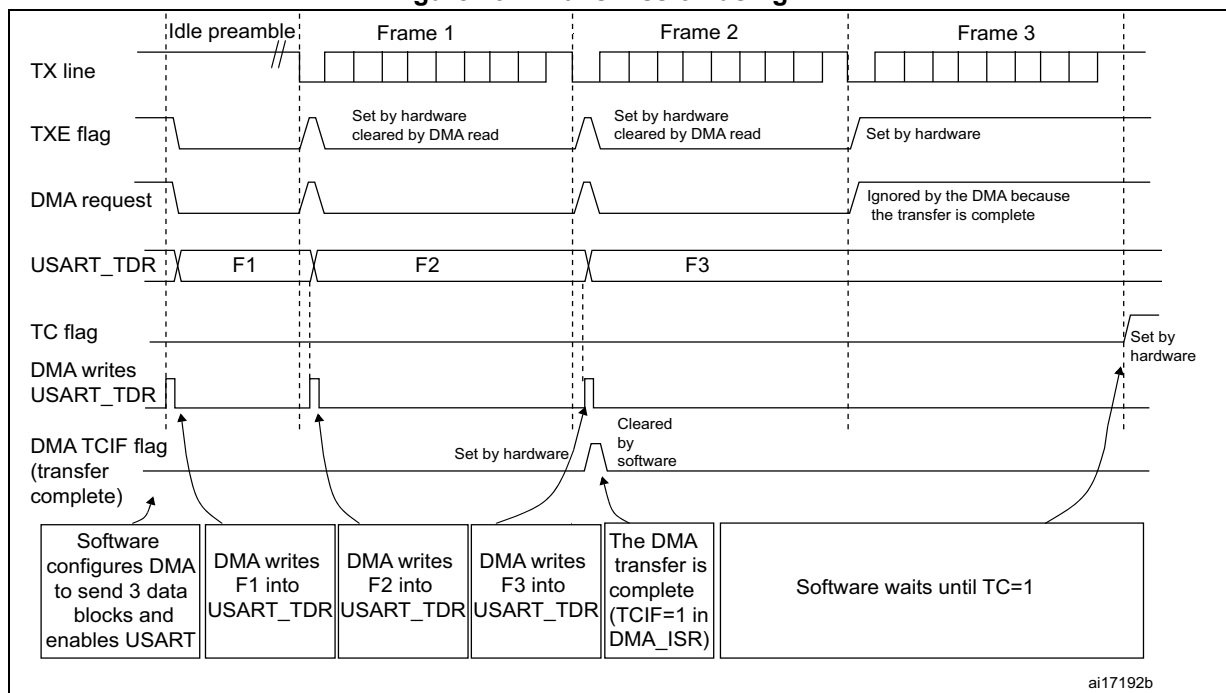 Idle preamble
Frame 1
Frame 2
Frame 3
TX line
TXE flag
Set by hardware
cleared by DMA read
Set by hardware
cleared by DMA read
Set by hardware
DMA request
Ignored by the DMA because
the transfer is complete
USART_TDR
F1
F2
F3
TC flag
Set by
hardware
DMA writes
USART_TDR
DMA TCIF flag
(transfer
complete)
Set by hardware
Cleared
by
software
Software
configures DMA
to send 3 data
blocks and
enables USART
DMA writes
F1 into
USART_TDR
DMA writes
F2 into
USART_TDR
DMA writes
F3 into
USART_TDR
The DMA
transfer is
complete
(TCIF=1 in
DMA_ISR)
Software waits until TC=1
ai17192b